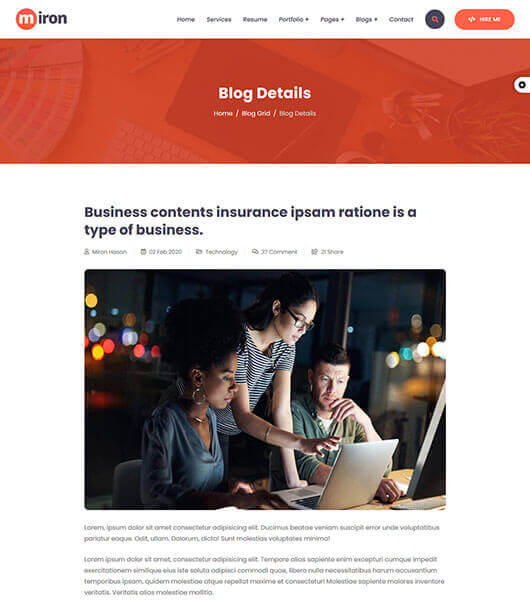 miron
Home Services Resume Portfolio + Pages + Blogs + Contact </> HIRE ME
Blog Details
Home / Blog Grid / Blog Details
Business contents insurance ipsam ratione is a
type of business.
Miron Hason 02 Feb,2020 Technology 37 Comment 21 Share
Lorem, ipsum dolor sit amet consectetur adipisicing elit. Ducimus beatae veniam suscipit error unde voluptatibus
pariatur eaque. Odit, ullam. Dolorum, dicta! Sunt molestias voluptates minima!
Lorem ipsum dolor sit amet, consectetur adipisicing elit. Tempore alias sapiente enim excepturi cumque impedit
exercitationem similique eius iste soluta adipisci commodi quae, libero nulla necessitatibus harum accusantium
temporibus ipsam, quidem molestiae atque repellat maxime et consectetur! Molestiae sapiente maiores inventore
veritatis. Veritatis alias molestiae mollitia.